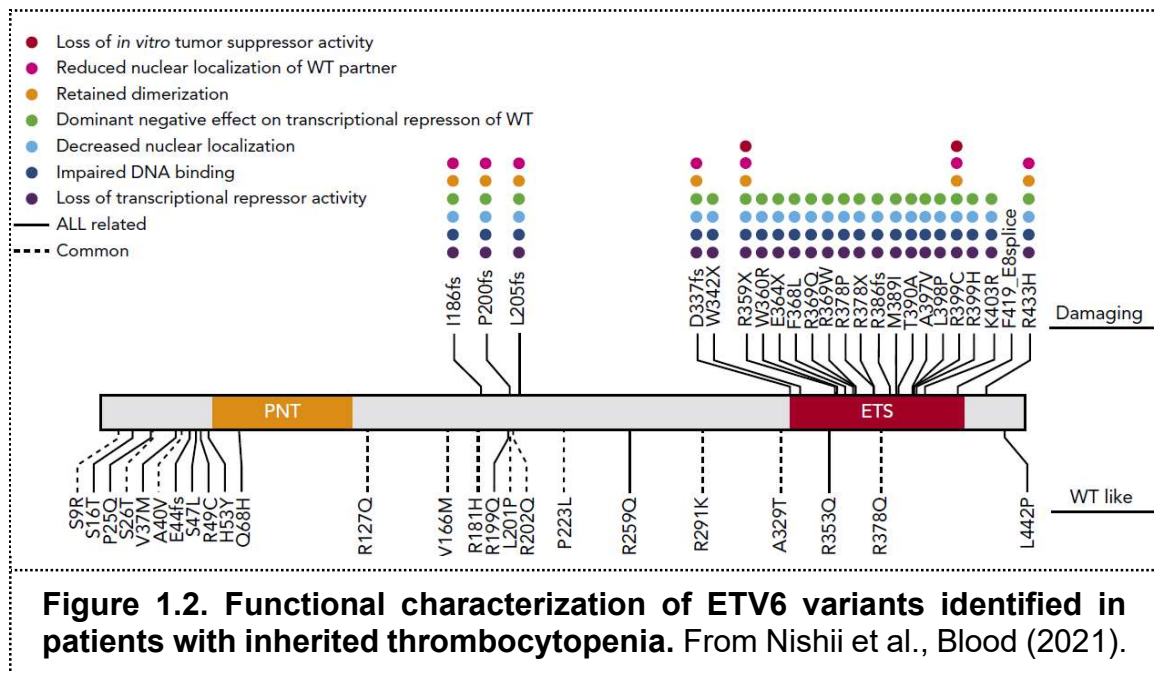 Loss of in vitro tumor suppressor activity
Reduced nuclear localization of WT partner
Retained dimerization
Dominant negative effect on transcriptional represson of WT
Decreased nuclear localization
Impaired DNA binding
Loss of transcriptional repressor activity
ALL related
Common
I186fs
P200fs
L205fs
D337fs
W342X
R359X
W360R
E364X
F368L
R369Q
R369W
R378P
R378X
R386fs
M389I
T390A
A397V
L398P
R399C
R399H
K403R
F419_E8splice
R433H
Damaging
PNT
ETS
S9R
S16T
P25Q
S26T
V37M
A40V
E44fs
S47L
R49C
H53Y
Q68H
R127Q
V166M
R181H
R199Q
L201P
R202Q
P223L
R259Q
R291K
A329T
R353Q
R378Q
L442P
WT like
Figure 1.2. Functional characterization of ETV6 variants identified in
patients with inherited thrombocytopenia. From Nishii et al., Blood (2021).